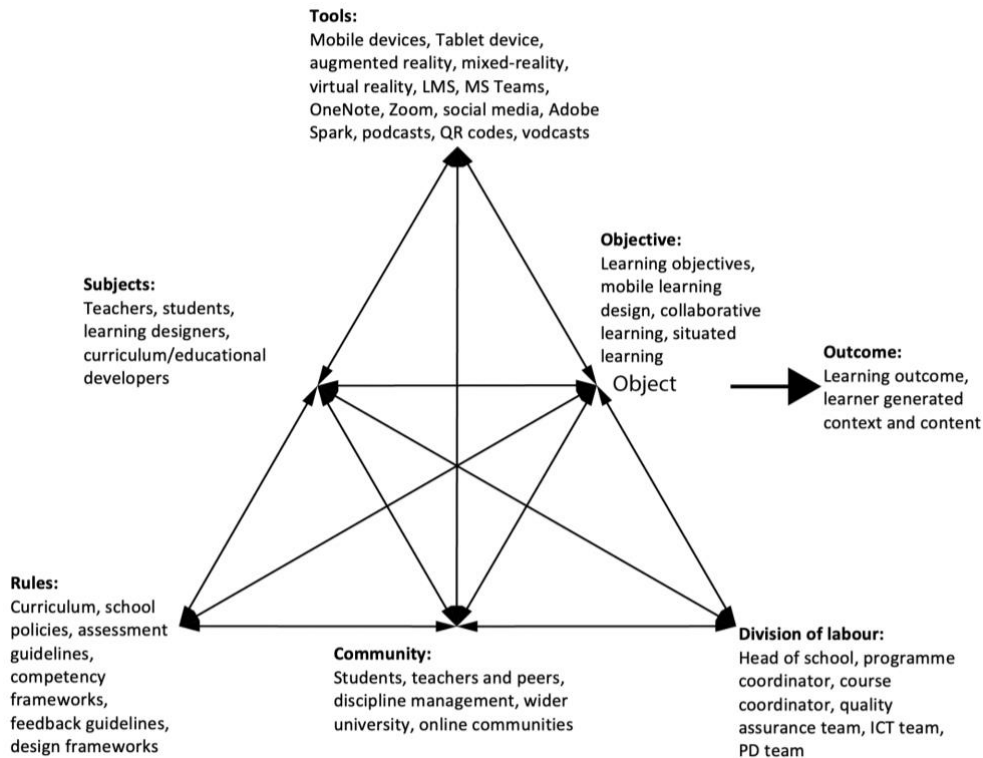 Tools:
Mobile devices, Tablet device,
augmented reality, mixed-reality,
virtual reality, LMS, MS Teams,
OneNote, Zoom, social media, Adobe
Spark, podcasts, QR codes, vodcasts
Objective:
Learning objectives,
mobile learning
design, collaborative
learning, situated
learning
Object
Subjects:
Teachers, students,
learning designers,
curriculum/educational
developers
Outcome:
Learning outcome,
learner generated
context and content
Rules:
Curriculum, school
policies, assessment
guidelines,
competency
frameworks,
feedback guidelines,
design frameworks
Community:
Students, teachers and peers,
discipline management, wider
university, online communities
Division of labour:
Head of school, programme
coordinator, course
coordinator, quality
assurance team, ICT team,
PD team